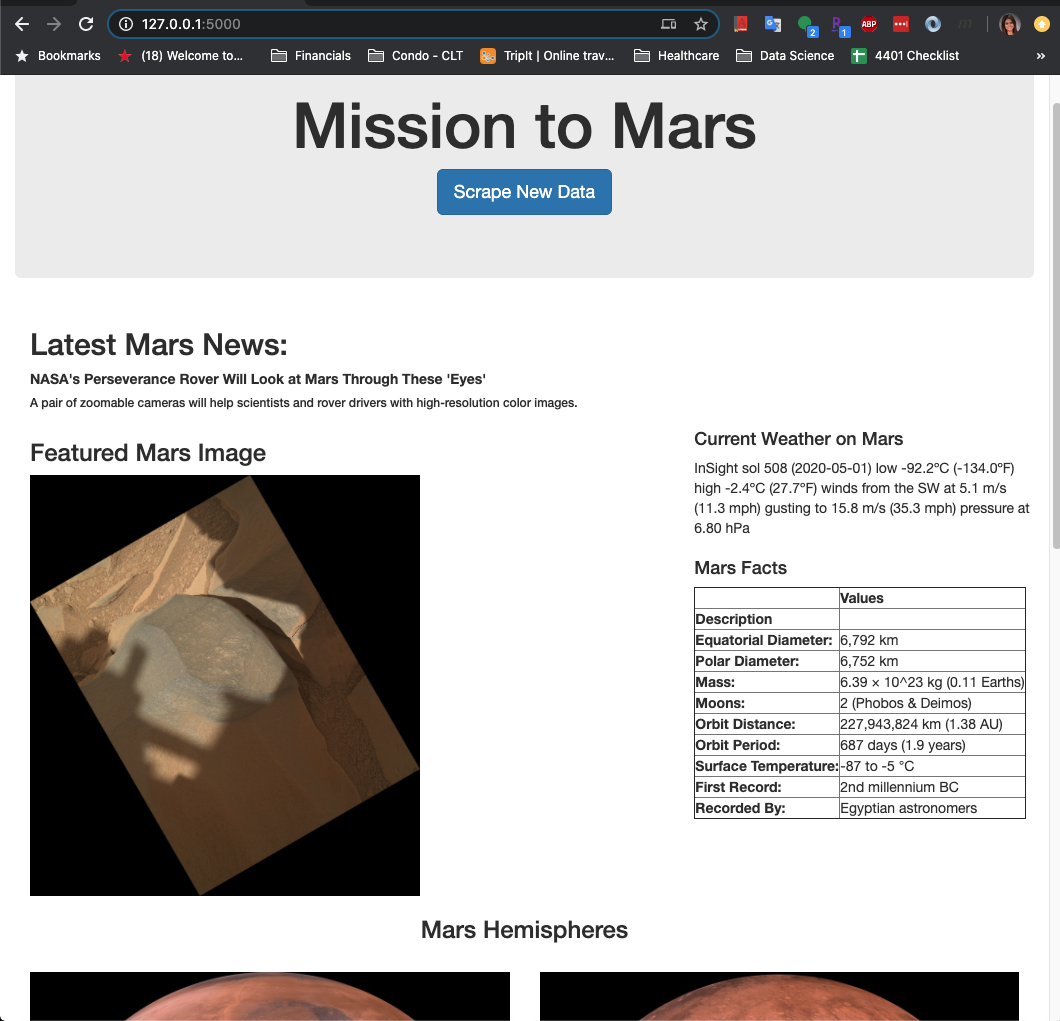 127.0.0.1:5000
2
1
ABP
Bookmarks
(18) Welcome to...
Financials
Condo - CLT
TripIt | Online trav...
Healthcare
Data Science
4401 Checklist
»
Mission to Mars
Scrape New Data
Latest Mars News:
NASA's Perseverance Rover Will Look at Mars Through These 'Eyes'
A pair of zoomable cameras will help scientists and rover drivers with high-resolution color images.
Featured Mars Image
Current Weather on Mars
InSight sol 508 (2020-05-01) low -92.2ºC (-134.0ºF)
high -2.4ºC (27.7ºF) winds from the SW at 5.1 m/s
(11.3 mph) gusting to 15.8 m/s (35.3 mph) pressure at
6.80 hPa
Mars Facts
Values
Description
Equatorial Diameter: 6,792 km
Polar Diameter: 6,752 km
Mass: 6.39 × 10^23 kg (0.11 Earths)
Moons: 2 (Phobos & Deimos)
Orbit Distance: 227,943,824 km (1.38 AU)
Orbit Period: 687 days (1.9 years)
Surface Temperature: -87 to -5 °C
First Record: 2nd millennium BC
Recorded By: Egyptian astronomers
Mars Hemispheres